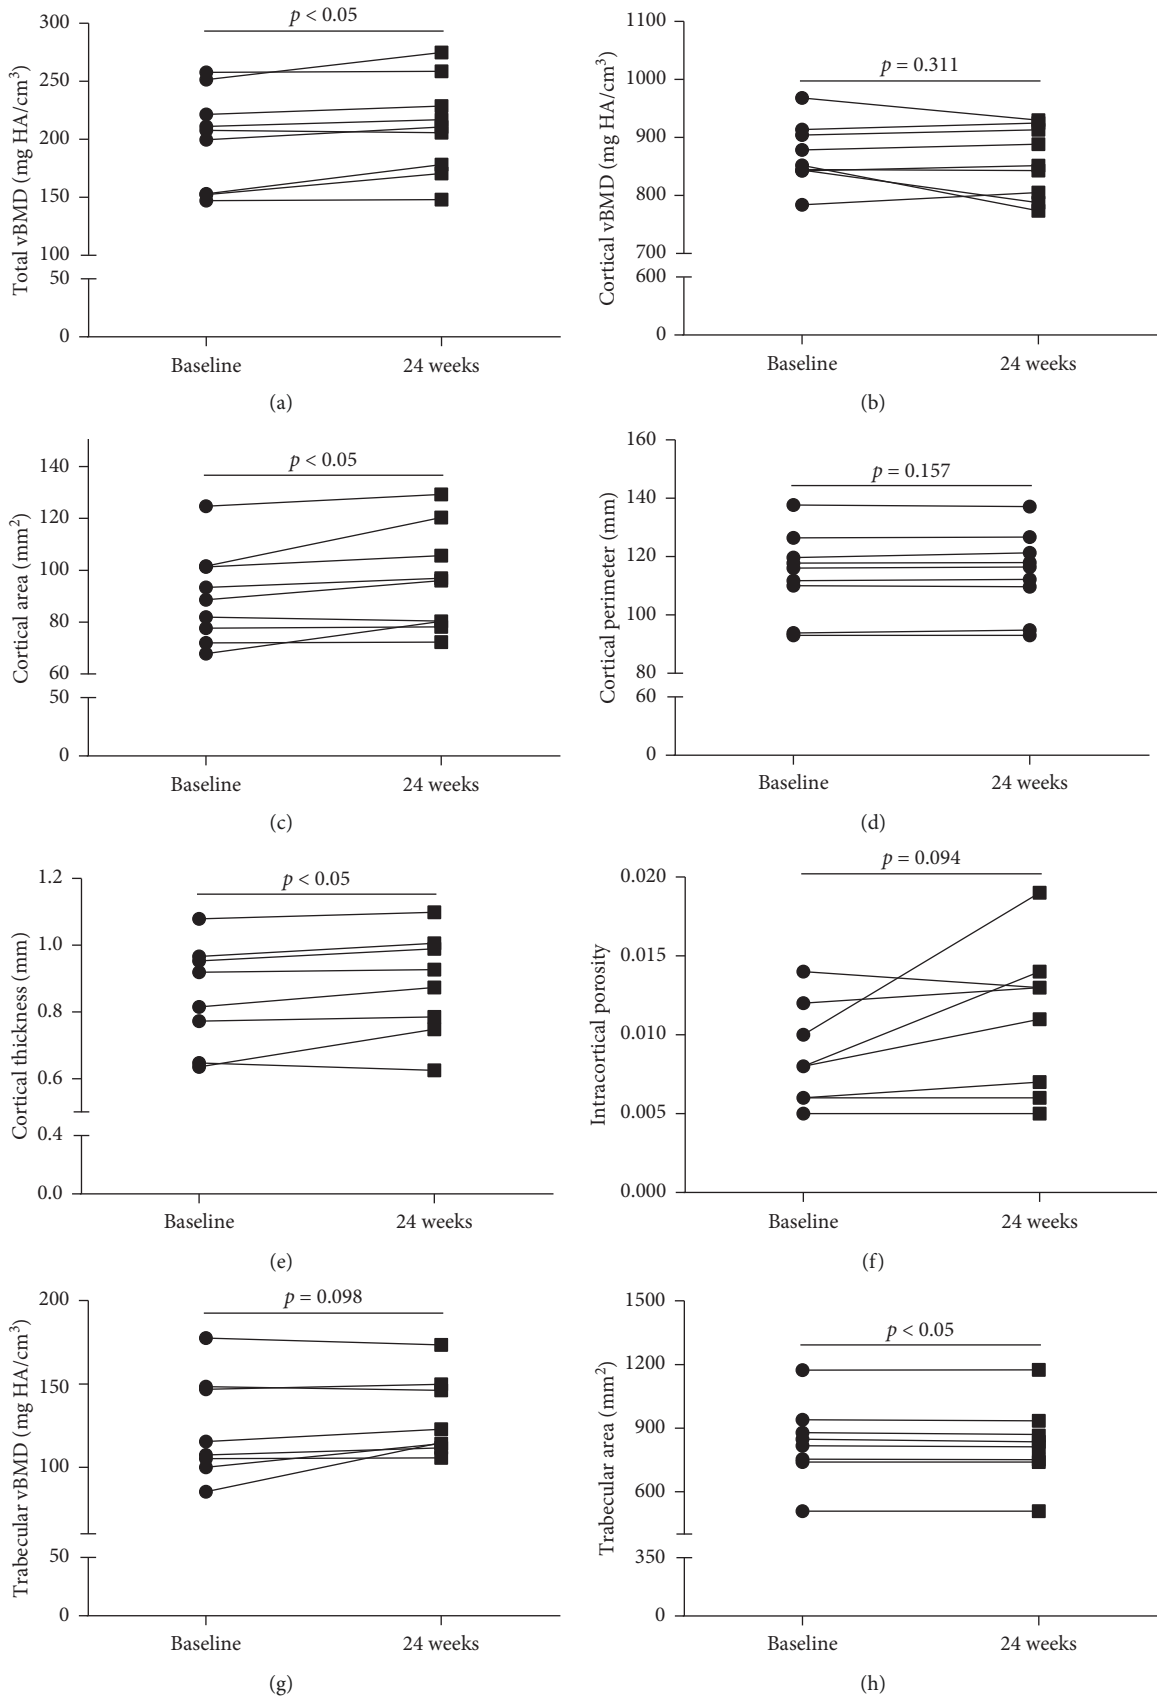 Total vBMD (mg HA/cm³)
300
250
200
150
100
50
0
p < 0.05
Baseline
24 weeks
(a)
Cortical vBMD (mg HA/cm³)
1100
1000
900
800
700
600
0
p = 0.311
Baseline
24 weeks
(b)
Cortical area (mm²)
140
120
100
80
60
50
0
p < 0.05
Baseline
24 weeks
(c)
Cortical perimeter (mm)
160
140
120
100
80
60
0
p = 0.157
Baseline
24 weeks
(d)
Cortical thickness (mm)
1.2
1.0
0.8
0.6
0.4
0.0
p < 0.05
Baseline
24 weeks
(e)
Intracortical porosity
0.020
0.015
0.010
0.005
0.000
p = 0.094
Baseline
24 weeks
(f)
Trabecular vBMD (mg HA/cm³)
200
150
100
50
0
p = 0.098
Baseline
24 weeks
(g)
Trabecular area (mm²)
1500
1200
900
600
350
0
p < 0.05
Baseline
24 weeks
(h)